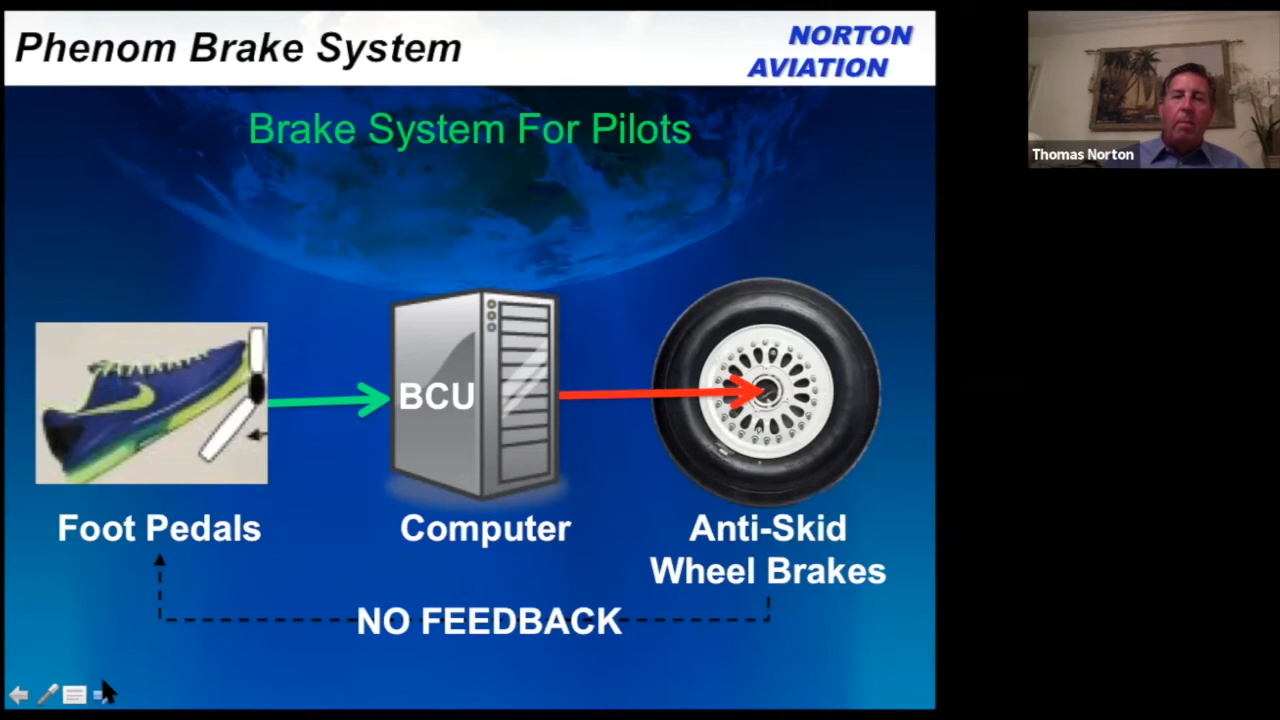 Phenom Brake System
NORTON
AVIATION
Brake System For Pilots
Thomas Norton
BCU
Foot Pedals
Computer
Anti-Skid
Wheel Brakes
NO FEEDBACK